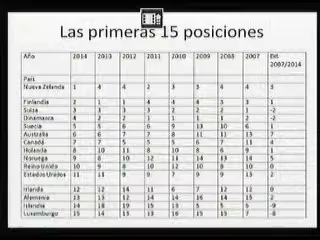 Las primeras 15 posiciones
Año 2014 2013 2012 2011 2010 2009 2008 2007 Dif. 2007/2014
País
Nueva Zelanda 1 4 4 2 3 4 4 3
Finlandia 2 1 1 4 4 5 3 1
Suiza 3 3 3 3 2 2 2 1 -2
Dinamarca 4 2 2 1 1 1 1 2 -2
Suecia 5 5 6 6 9 13 10 6 1
Australia 6 6 7 7 8 11 11 13 7
Canadá 7 7 5 5 5 6 7 11 4
Holanda 8 10 11 8 10 8 6 9 1
Noruega 9 8 10 12 11 14 13 14 5
Reino Unido 10 9 8 10 12 10 8 10 0
Estados Unidos 11 11 9 9 7 9 9 13 2
Irlanda 12 12 14 11 6 7 12 12 0
Alemania 13 13 12 14 14 16 14 15 2
Islandia 14 18 19 15 13 5 5 -9
Luxemburgo 15 14 13 13 16 15 15 7 -8